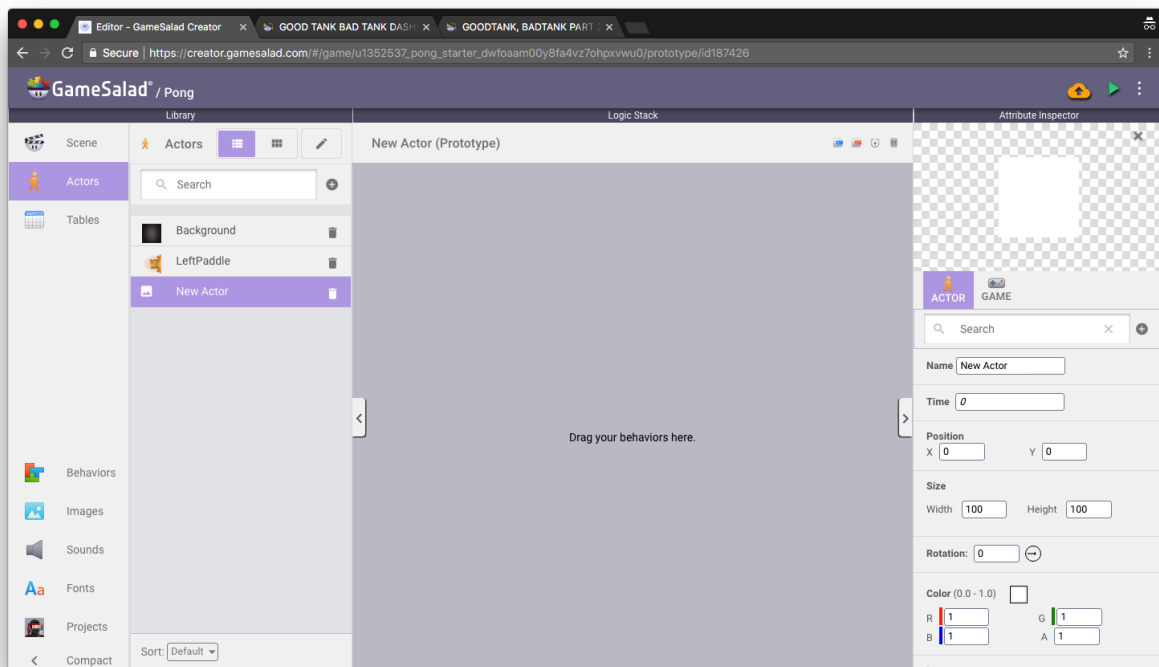 Editor - GameSalad Creator
GOOD TANK BAD TANK DASH
GOODTANK, BADTANK PART
Secure | https://creator.gamesalad.com/#/game/u1352537_pong_starter_dwfoaam00y8fa4vz7ohpxvwu0/prototype/id187426
GameSalad® / Pong
Library
Logic Stack
Attribute Inspector
Scene
Actors
Tables
Behaviors
Images
Sounds
Aa Fonts
Projects
Compact
Actors
Search
Background
LeftPaddle
New Actor
Sort: Default
New Actor (Prototype)
Drag your behaviors here.
ACTOR GAME
Search
Name New Actor
Time 0
Position
X 0 Y 0
Size
Width 100 Height 100
Rotation: 0
Color (0.0 - 1.0)
R 1 G 1
B 1 A 1